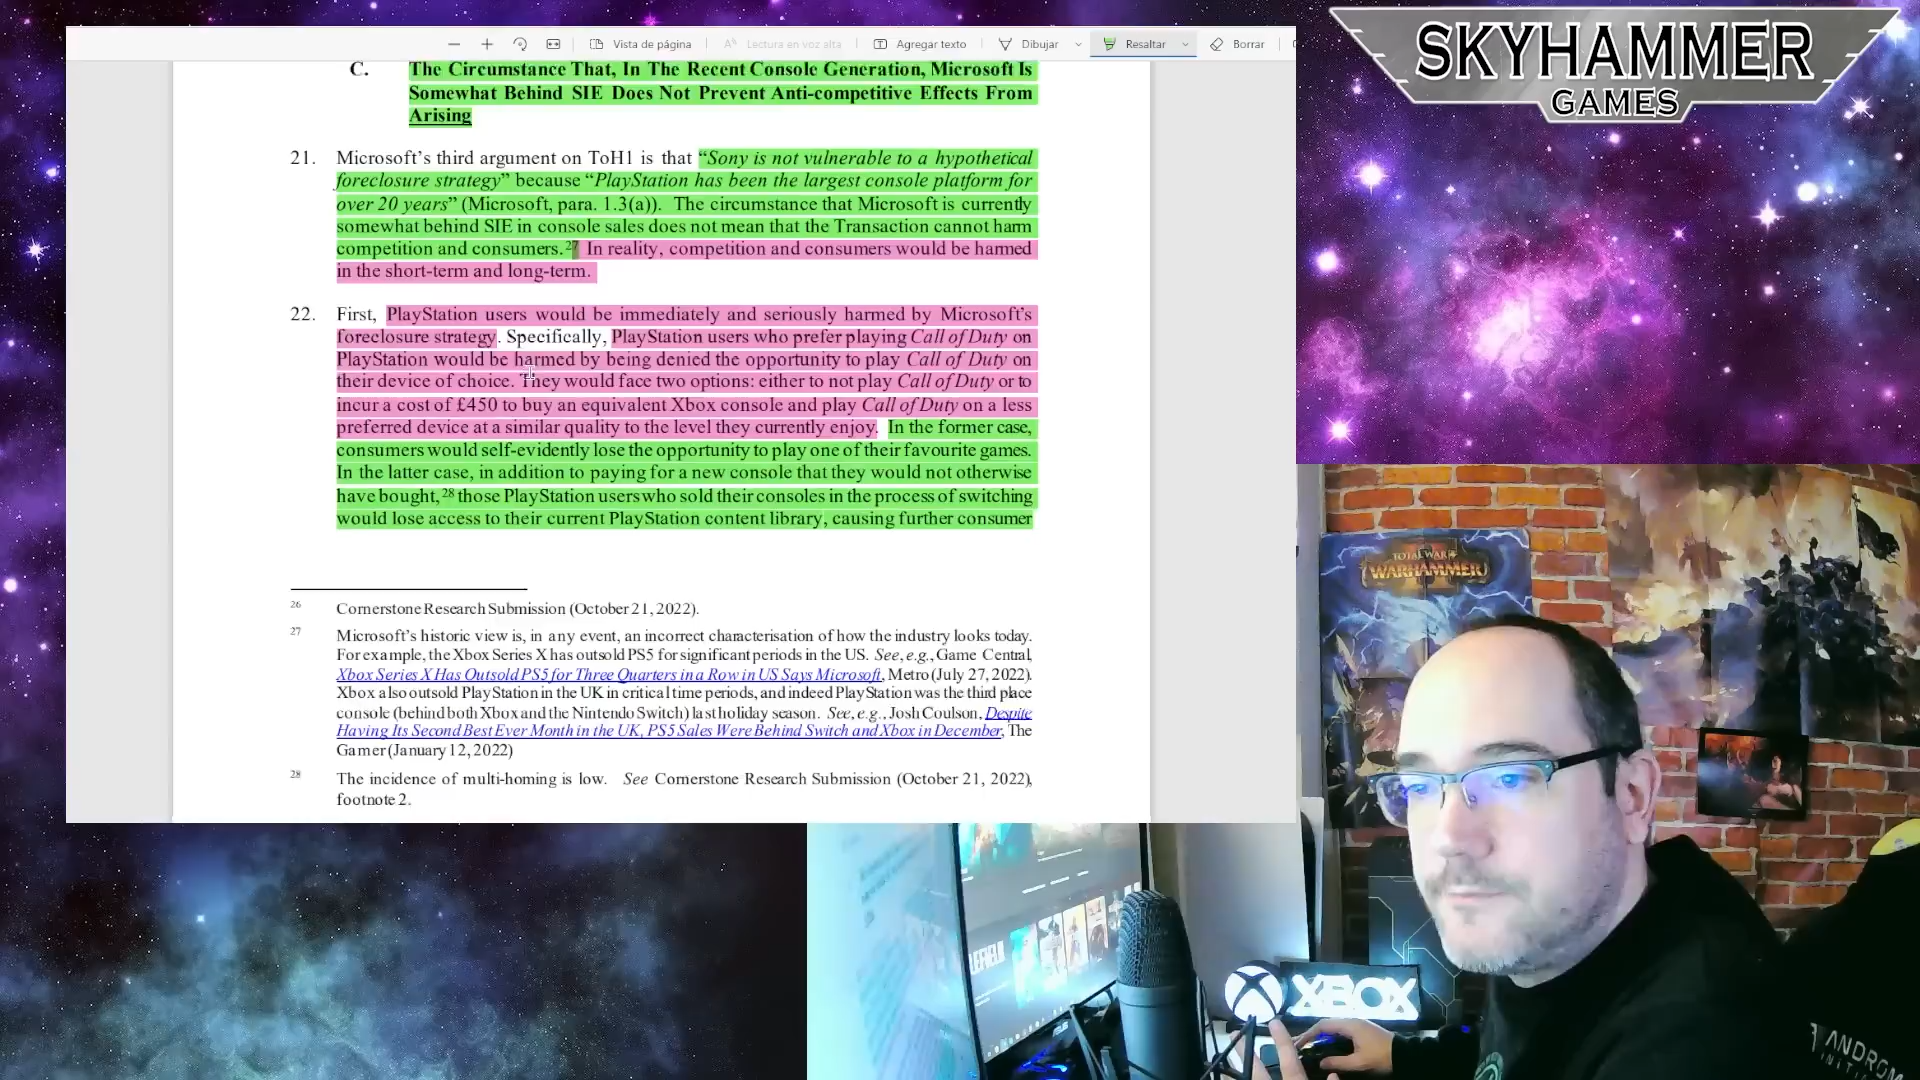 Vista de página
Lectura en voz alta
Agregar texto
Dibujar
Resaltar
Borrar
SKYHAMMER
GAMES
C. The Circumstance That, In The Recent Console Generation, Microsoft Is
Somewhat Behind SIE Does Not Prevent Anti-competitive Effects From
Arising
21. Microsoft's third argument on ToH1 is that “Sony is not vulnerable to a hypothetical
foreclosure strategy” because “PlayStation has been the largest console platform for
over 20 years” (Microsoft, para. 1.3(a)). The circumstance that Microsoft is currently
somewhat behind SIE in console sales does not mean that the Transaction cannot harm
competition and consumers.27 In reality, competition and consumers would be harmed
in the short-term and long-term.
22. First, PlayStation users would be immediately and seriously harmed by Microsoft's
foreclosure strategy. Specifically, PlayStation users who prefer playing Call of Duty on
PlayStation would be harmed by being denied the opportunity to play Call of Duty on
their device of choice. They would face two options: either to not play Call of Duty or to
incur a cost of £450 to buy an equivalent Xbox console and play Call of Duty on a less
preferred device at a similar quality to the level they currently enjoy. In the former case,
consumers would self-evidently lose the opportunity to play one of their favourite games.
In the latter case, in addition to paying for a new console that they would not otherwise
have bought,28 those PlayStation users who sold their consoles in the process of switching
would lose access to their current PlayStation content library, causing further consumer
26 Cornerstone Research Submission (October 21, 2022).
27 Microsoft's historic view is, in any event, an incorrect characterisation of how the industry looks today.
For example, the Xbox Series X has outsold PS5 for significant periods in the US. See, e.g., Game Central,
Xbox Series X Has Outsold PS5 for Three Quarters in a Row in US Says Microsoft, Metro (July 27, 2022).
Xbox also outsold PlayStation in the UK in critical time periods, and indeed PlayStation was the third place
console (behind both Xbox and the Nintendo Switch) last holiday season. See, e.g., Josh Coulson, Despite
Having Its Second Best Ever Month in the UK, PS5 Sales Were Behind Switch and Xbox in December, The
Gamer (January 12, 2022)
28 The incidence of multi-homing is low. See Cornerstone Research Submission (October 21, 2022),
footnote 2.
TOTAL WAR
WARHAMMER
XBOX